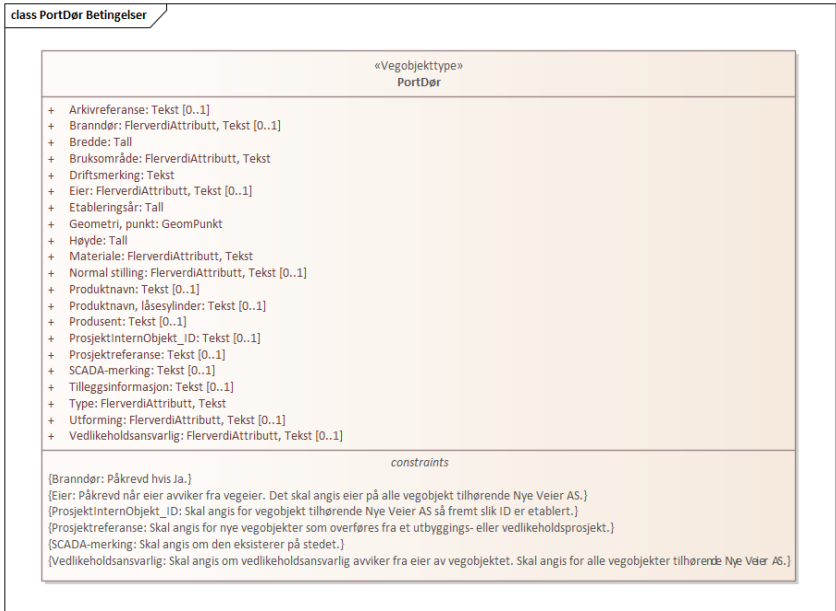 class PortDør Betingelser
«Vegobjekttype»
PortDør
+ Arkivreferanse: Tekst [0..1]
+ Branndør: FlerverdiAttributt, Tekst [0..1]
+ Bredde: Tall
+ Bruksområde: FlerverdiAttributt, Tekst
+ Driftsmerking: Tekst
+ Eier: FlerverdiAttributt, Tekst [0..1]
+ Etableringsår: Tall
+ Geometri, punkt: GeomPunkt
+ Høyde: Tall
+ Materiale: FlerverdiAttributt, Tekst
+ Normal stilling: FlerverdiAttributt, Tekst [0..1]
+ Produktnavn: Tekst [0..1]
+ Produktnavn, låsesylinder: Tekst [0..1]
+ Produsent: Tekst [0..1]
+ ProsjektInternObjekt_ID: Tekst [0..1]
+ Prosjektreferanse: Tekst [0..1]
+ SCADA-merking: Tekst [0..1]
+ Tilleggsinformasjon: Tekst [0..1]
+ Type: FlerverdiAttributt, Tekst
+ Utforming: FlerverdiAttributt, Tekst [0..1]
+ Vedlikeholdsansvarlig: FlerverdiAttributt, Tekst [0..1]
constraints
{Branndør: Påkrevd hvis Ja.}
{Eier: Påkrevd når eier avviker fra vegeier. Det skal angis eier på alle vegobjekt tilhørende Nye Veier AS.}
{ProsjektInternObjekt_ID: Skal angis for vegobjekt tilhørende Nye Veier AS så fremt slik ID er etablert.}
{Prosjektreferanse: Skal angis for nye vegobjekter som overføres fra et utbyggings- eller vedlikeholdsprosjekt.}
{SCADA-merking: Skal angis om den eksisterer på stedet.}
{Vedlikeholdsansvarlig: Skal angis om vedlikeholdsansvarlig avviker fra eier av vegobjektet. Skal angis for alle vegobjekter tilhørende Nye Veier AS.}